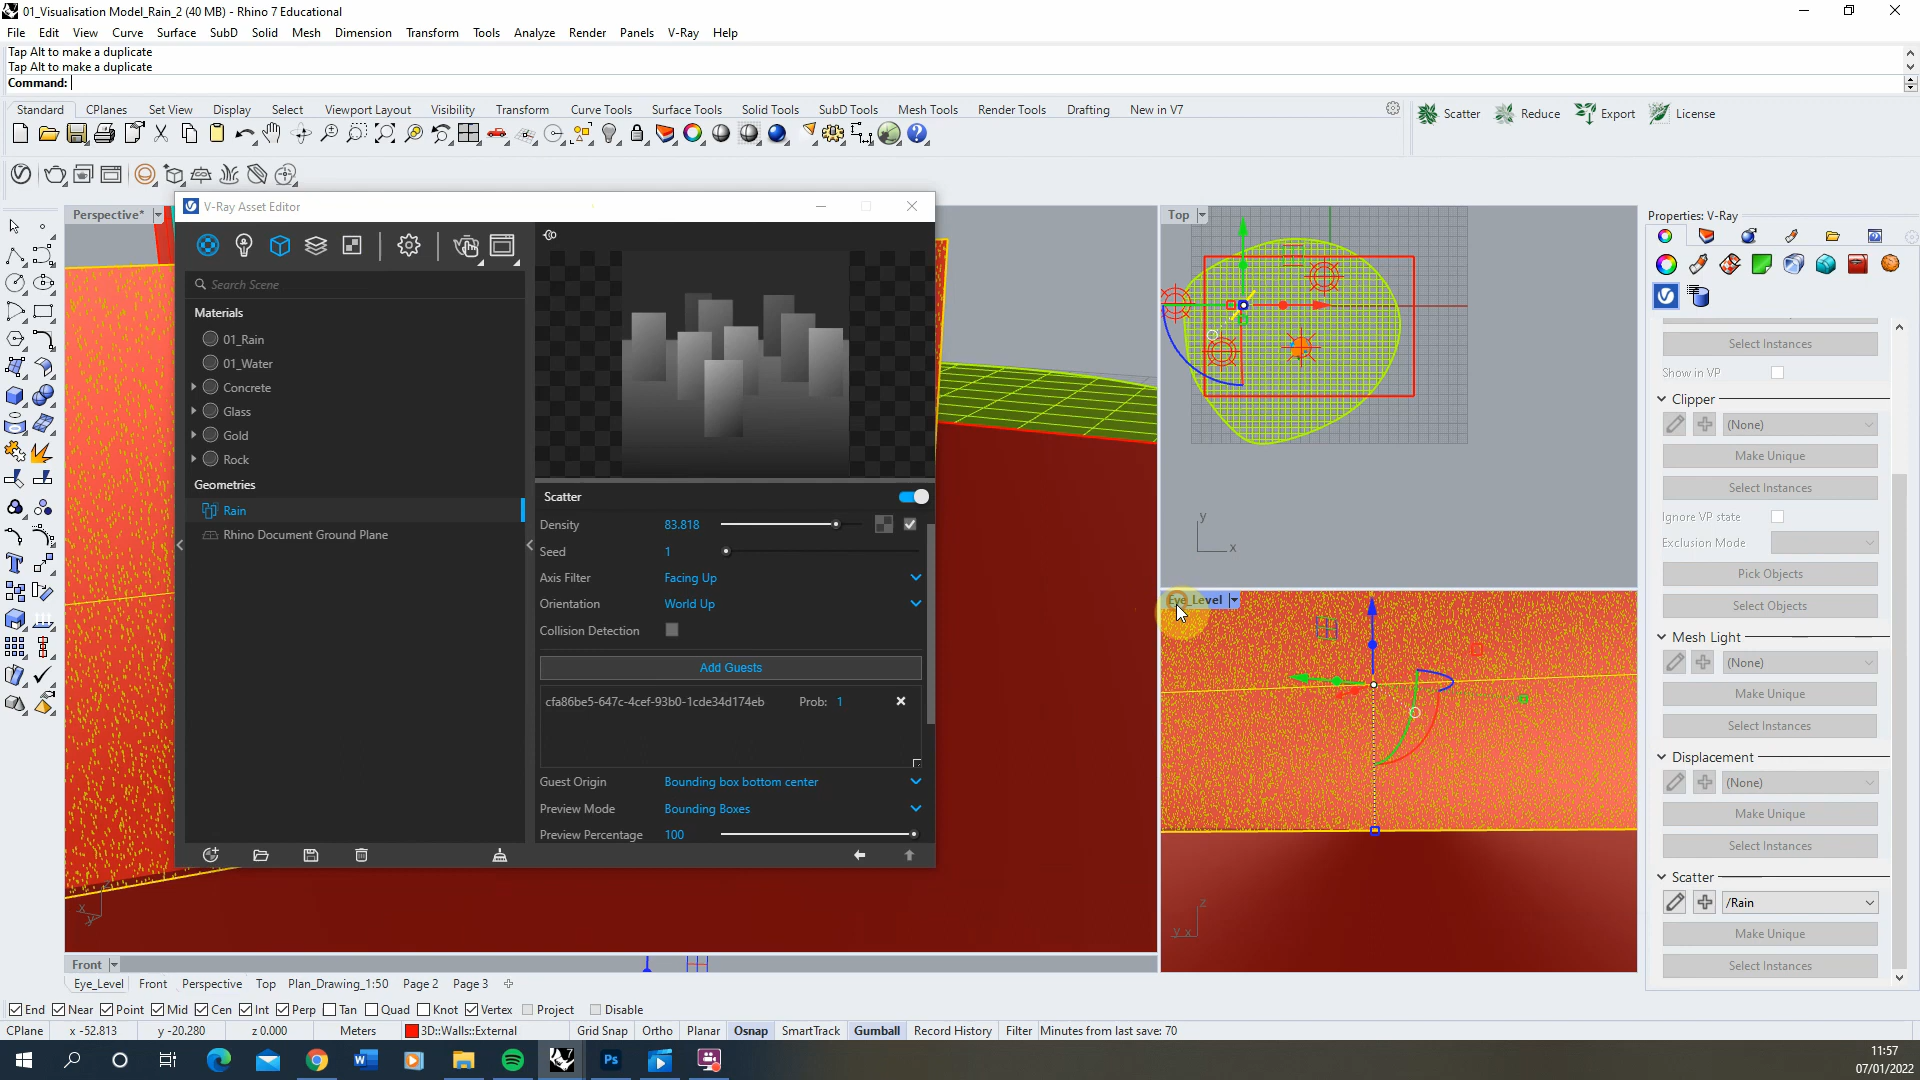 01_Visualisation Model_Rain_2 (40 MB) - Rhino 7 Educational
File Edit View Curve Surface SubD Solid Mesh Dimension Transform Tools Analyze Render Panels V-Ray Help
Tap Alt to make a duplicate
Tap Alt to make a duplicate
Command:
Standard CPlanes Set View Display Select Viewport Layout Visibility Transform Curve Tools Surface Tools Solid Tools SubD Tools Mesh Tools Render Tools Drafting New in V7
Scatter Reduce Export License
Perspective*
V-Ray Asset Editor
Search Scene
Materials
01_Rain
01_Water
Concrete
Glass
Gold
Rock
Geometries
Rain
Rhino Document Ground Plane
Scatter
Density 83.818
Seed 1
Axis Filter Facing Up
Orientation World Up
Collision Detection
Add Guests
cfa86be5-647c-4cef-93b0-1cde34d174eb Prob: 1
Guest Origin Bounding box bottom center
Preview Mode Bounding Boxes
Preview Percentage 100
x y
Top
y
x
Eye_Level
z
y x
Properties: V-Ray
Select Instances
Show in VP
Clipper
(None)
Make Unique
Select Instances
Ignore VP state
Exclusion Mode
Pick Objects
Select Objects
Mesh Light
(None)
Make Unique
Select Instances
Displacement
(None)
Make Unique
Select Instances
Scatter
/Rain
Make Unique
Select Instances
Front
Eye_Level Front Perspective Top Plan_Drawing_1:50 Page 2 Page 3
End Near Point Mid Cen Int Perp Tan Quad Knot Vertex Project Disable
CPlane x -52.813 y -20.280 z 0.000 Meters 3D::Walls::External Grid Snap Ortho Planar Osnap SmartTrack Gumball Record History Filter Minutes from last save: 70
11:57
07/01/2022